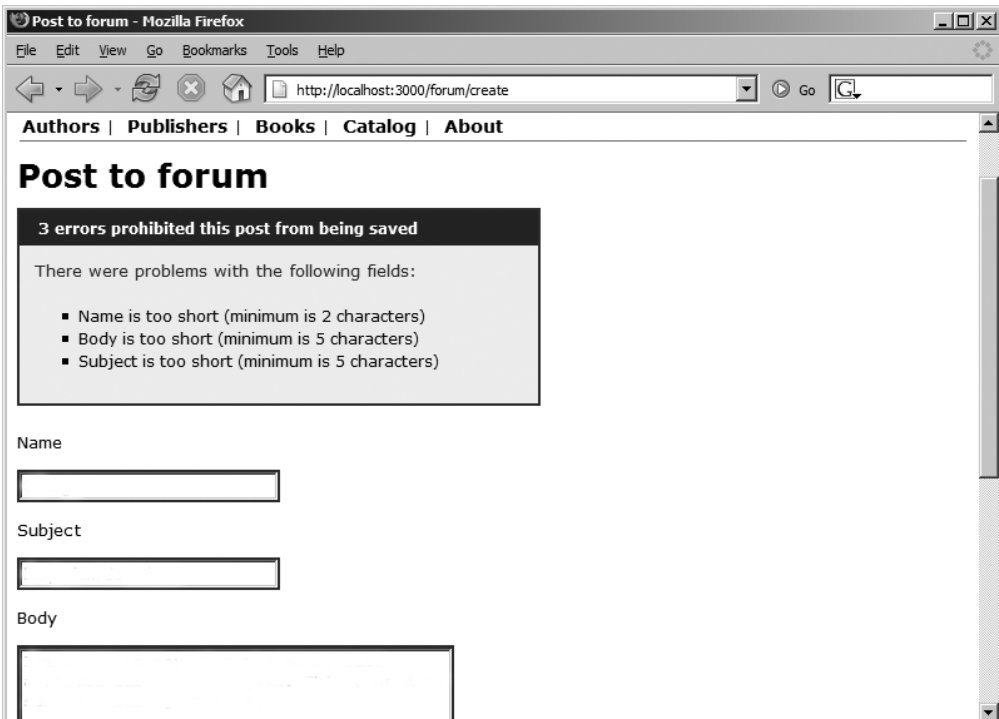 Post to forum - Mozilla Firefox
File Edit View Go Bookmarks Tools Help
http://localhost:3000/forum/create Go G
Authors | Publishers | Books | Catalog | About
Post to forum
3 errors prohibited this post from being saved
There were problems with the following fields:
Name is too short (minimum is 2 characters)
Body is too short (minimum is 5 characters)
Subject is too short (minimum is 5 characters)
Name
Subject
Body